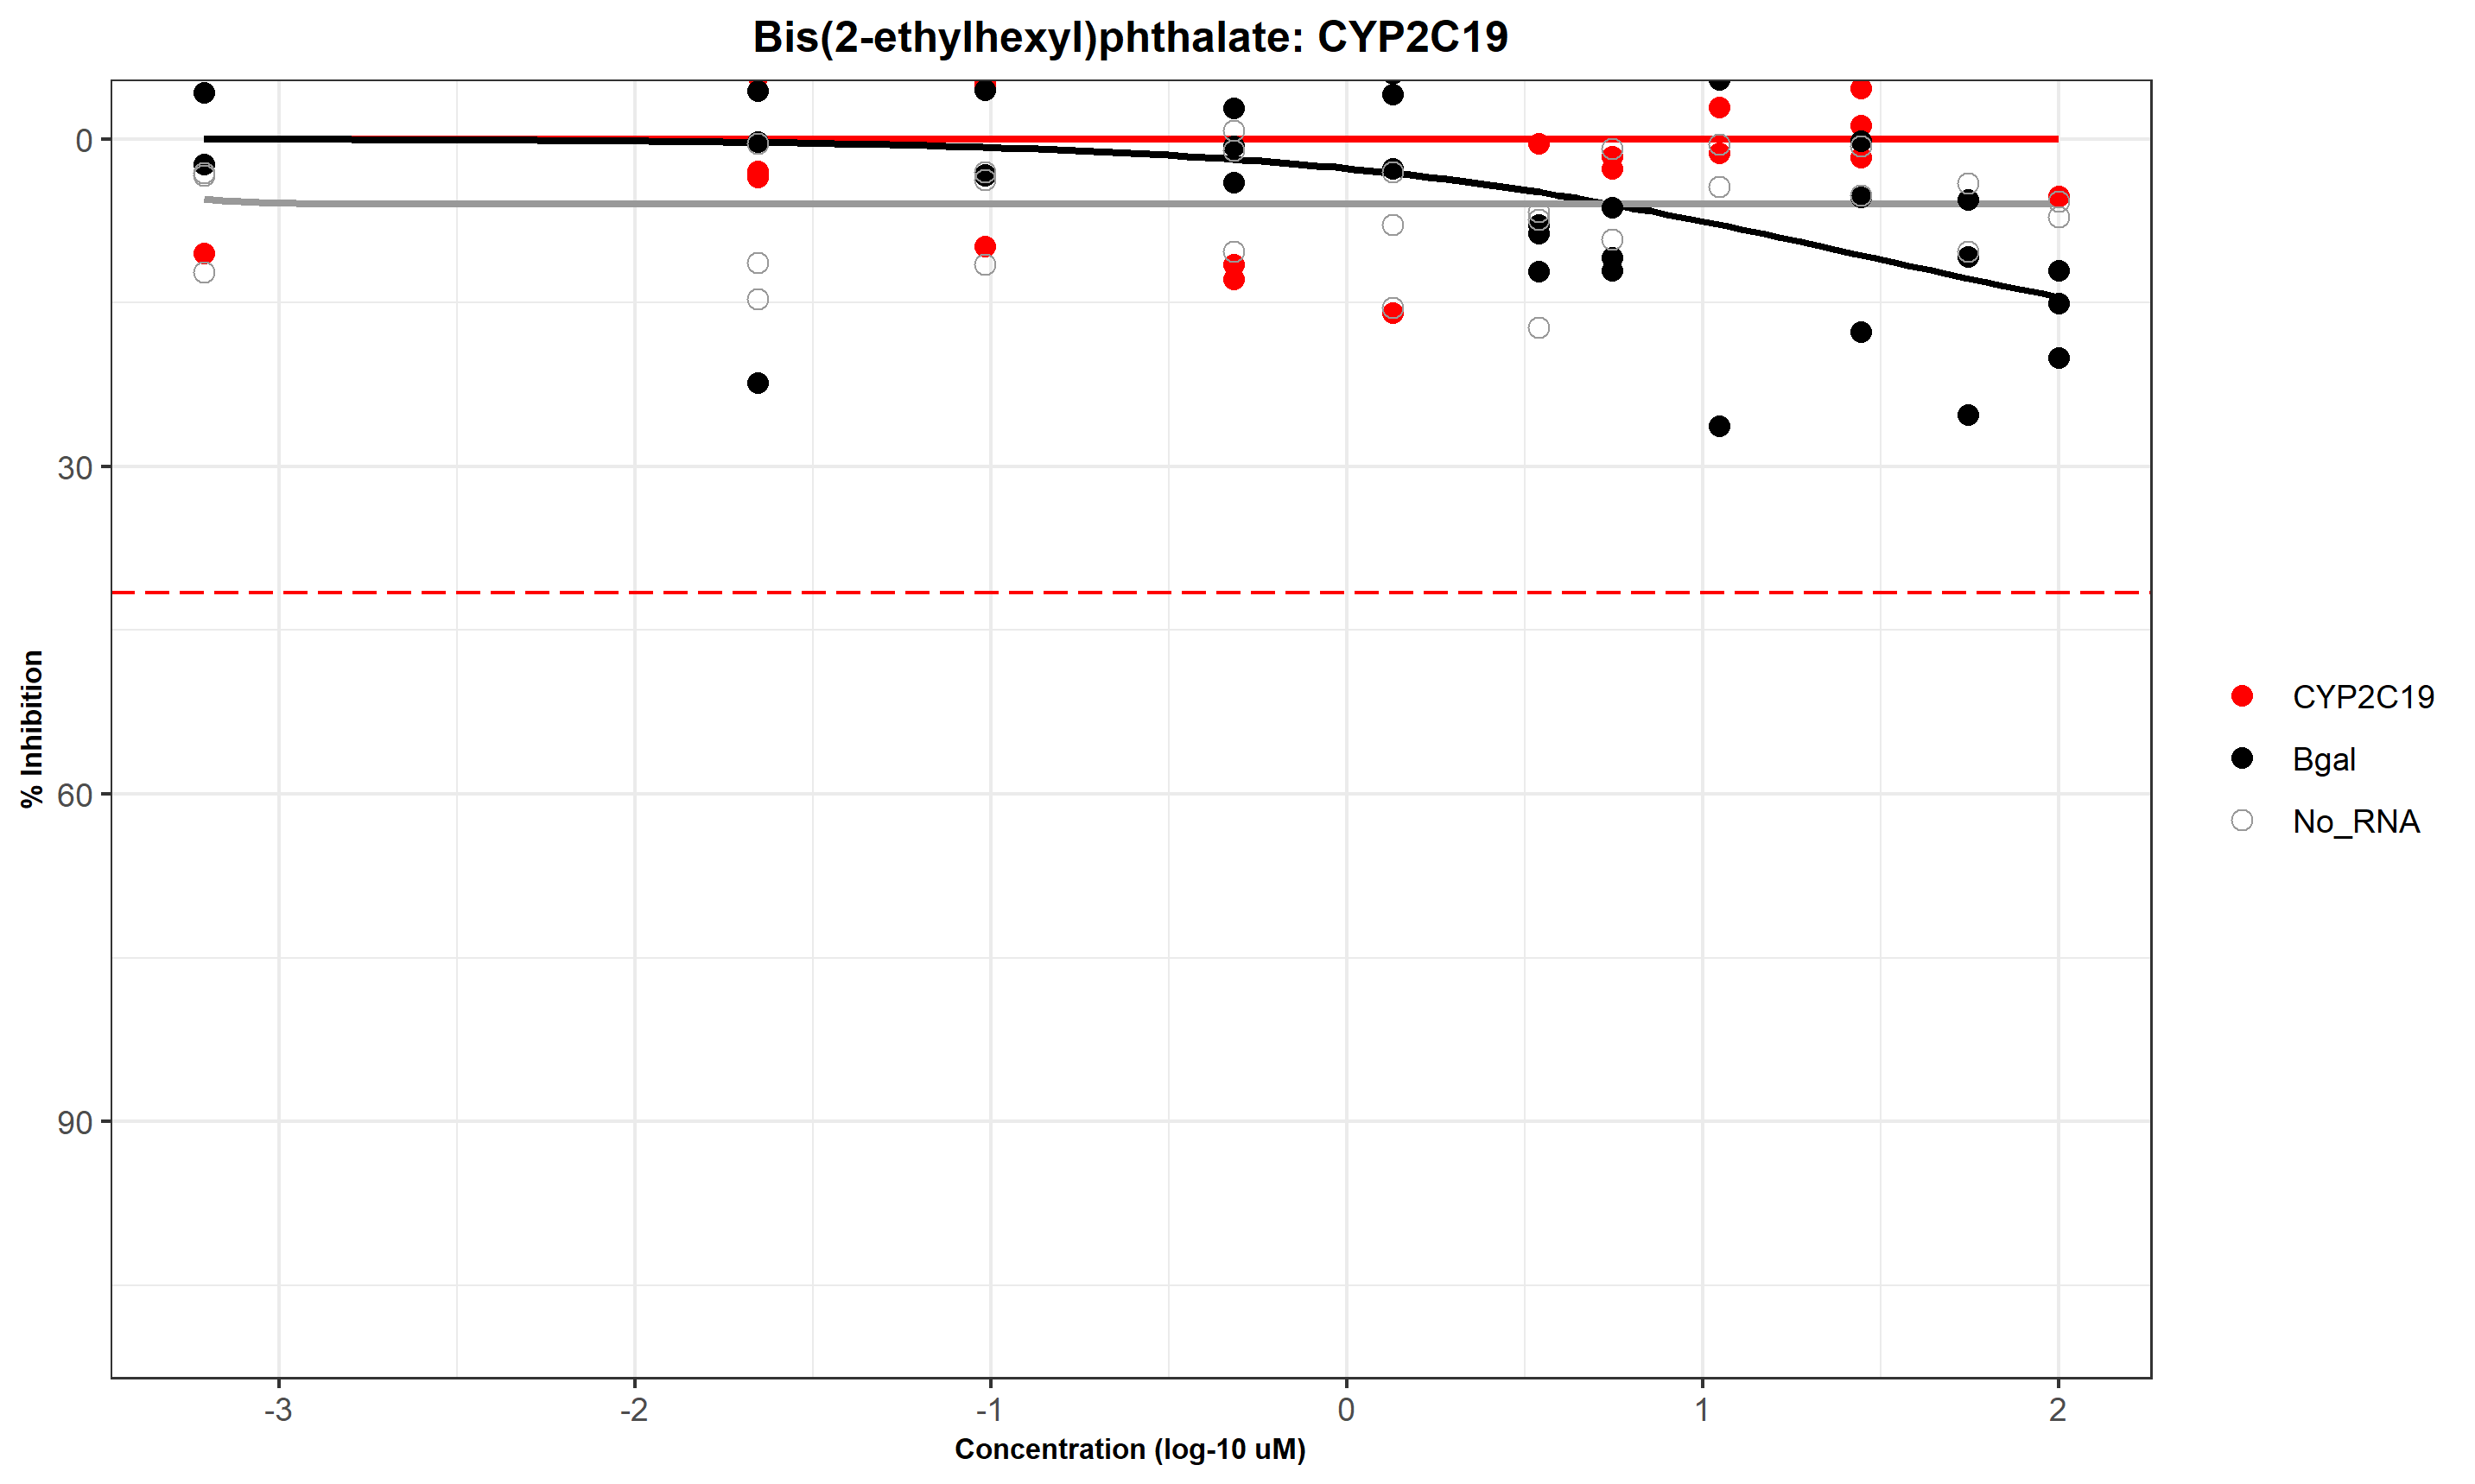 Bis(2-ethylhexyl)phthalate: CYP2C19
% Inhibition
0
30
60
90
-3
-2
-1
0
1
2
Concentration (log-10 uM)
CYP2C19
Bgal
No_RNA